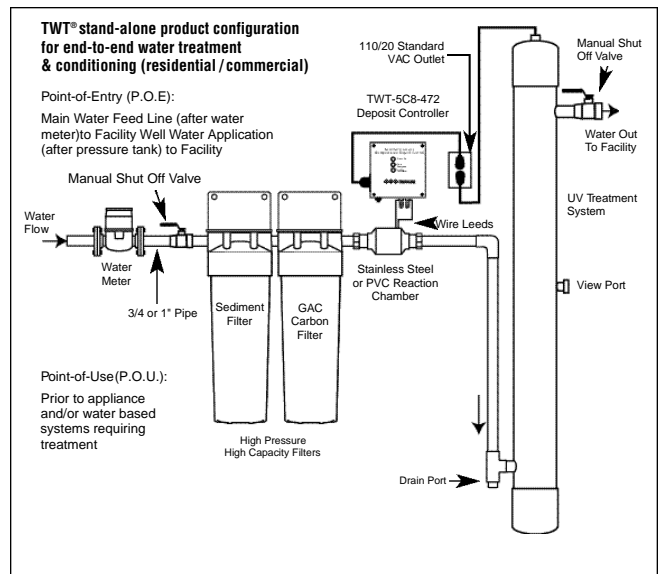 TWT® stand-alone product configuration
for end-to-end water treatment
& conditioning (residential / commercial)
Point-of-Entry (P.O.E):
Main Water Feed Line (after water
meter)to Facility Well Water Application
(after pressure tank) to Facility
110/20 Standard
VAC Outlet
TWT-5C8-472
Deposit Controller
Manual Shut
Off Valve
Water Out
To Facility
UV Treatment
System
View Port
Manual Shut Off Valve
Water
Flow
Water
Meter
3/4 or 1" Pipe
Sediment
Filter
GAC
Carbon
Filter
Wire Leeds
Stainless Steel
or PVC Reaction
Chamber
Point-of-Use(P.O.U.):
Prior to appliance
and/or water based
systems requiring
treatment
High Pressure
High Capacity Filters
Drain Port